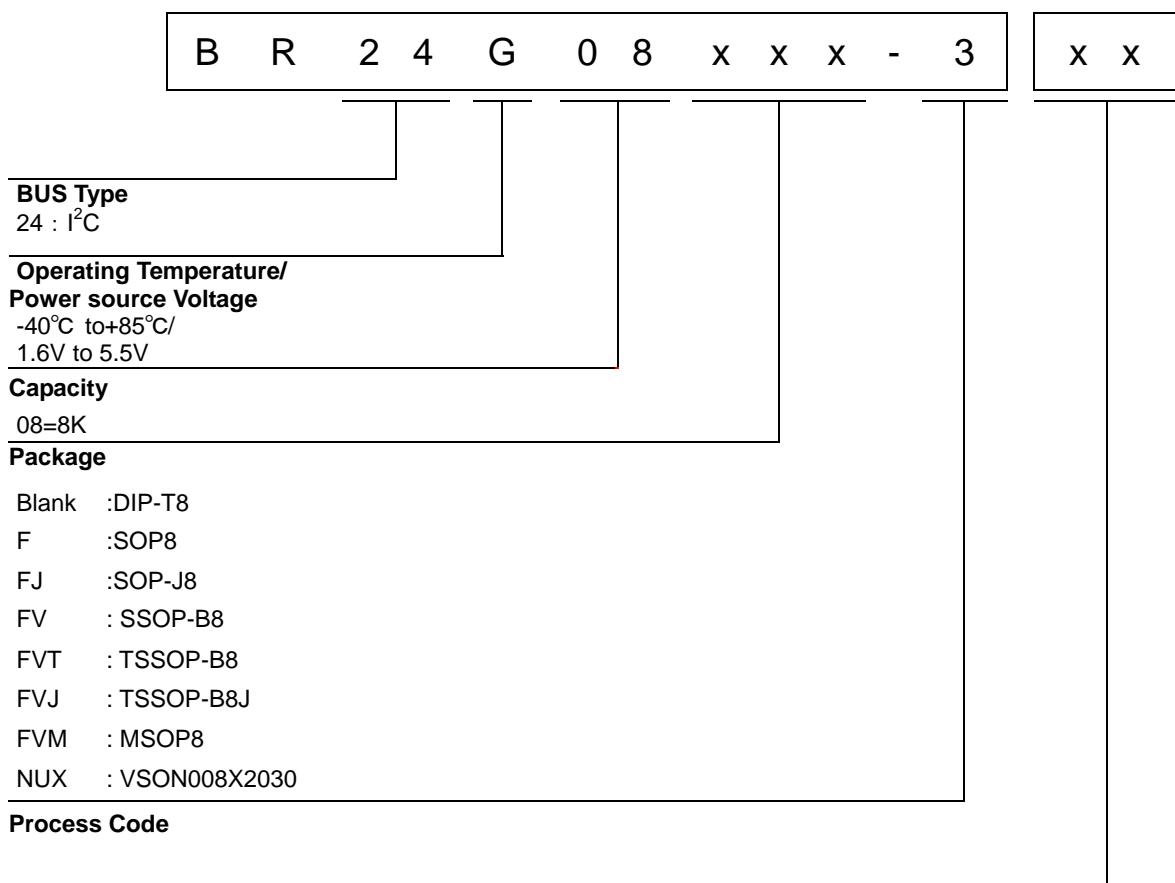 B R 2 4 G 0 8 x x x - 3 x x
BUS Type
24 : I²C
Operating Temperature/
Power source Voltage
-40℃ to+85℃/
1.6V to 5.5V
Capacity
08=8K
Package
Blank :DIP-T8
F :SOP8
FJ :SOP-J8
FV : SSOP-B8
FVT : TSSOP-B8
FVJ : TSSOP-B8J
FVM : MSOP8
NUX : VSON008X2030
Process Code